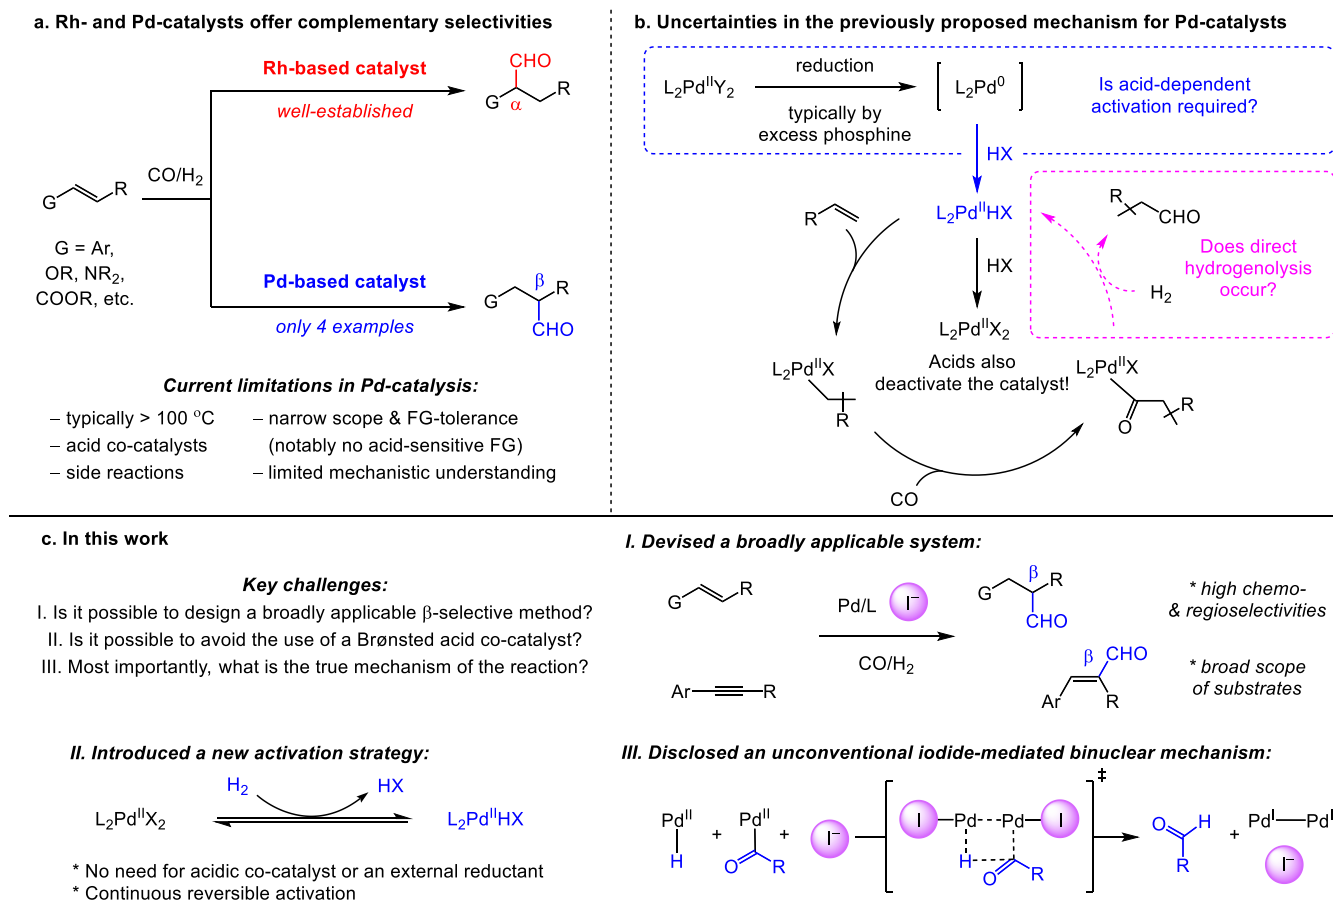 a. Rh- and Pd-catalysts offer complementary selectivities
Rh-based catalyst
well-established
CHO
G
α
R
G
R
CO/H₂
G = Ar,
OR, NR₂,
COOR, etc.
Pd-based catalyst
only 4 examples
β
G
R
CHO
Current limitations in Pd-catalysis:
– typically > 100 °C
– acid co-catalysts
– side reactions
– narrow scope & FG-tolerance
(notably no acid-sensitive FG)
– limited mechanistic understanding
b. Uncertainties in the previously proposed mechanism for Pd-catalysts
L₂PdᴵᴵY₂
reduction
typically by
excess phosphine
L₂Pd⁰
Is acid-dependent
activation required?
HX
L₂PdᴵᴵHX
R
HX
L₂PdᴵᴵX₂
Acids also
deactivate the catalyst!
R
CHO
Does direct
hydrogenolysis
occur?
H₂
L₂PdᴵᴵX
R
L₂PdᴵᴵX
O
R
CO
c. In this work
Key challenges:
I. Is it possible to design a broadly applicable β-selective method?
II. Is it possible to avoid the use of a Brønsted acid co-catalyst?
III. Most importantly, what is the true mechanism of the reaction?
I. Devised a broadly applicable system:
G
R
Pd/L
I⁻
CO/H₂
β
G
R
CHO
* high chemo-
& regioselectivities
Ar
R
β
CHO
Ar
R
* broad scope
of substrates
II. Introduced a new activation strategy:
L₂PdᴵᴵX₂
H₂
HX
L₂PdᴵᴵHX
* No need for acidic co-catalyst or an external reductant
* Continuous reversible activation
III. Disclosed an unconventional iodide-mediated binuclear mechanism:
Pdᴵᴵ
H
+
Pdᴵᴵ
O
R
+
I⁻
I
Pd
Pd
I
H
O
R
‡
O
H
R
+
Pdᴵ
Pdᴵ
I⁻